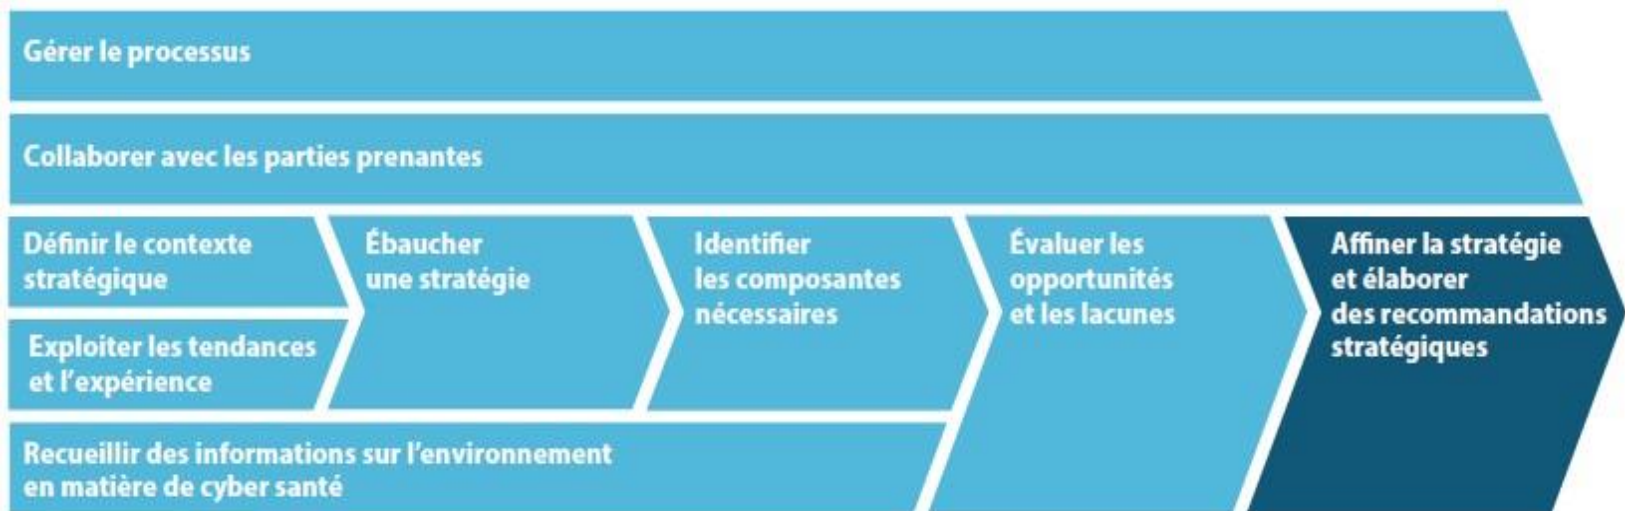 Gérer le processus
Collaborer avec les parties prenantes
Définir le contexte
stratégique
Exploiter les tendances
et l'expérience
Ébaucher
une stratégie
Identifier
les composantes
nécessaires
Évaluer les
opportunités
et les lacunes
Affiner la stratégie
et élaborer
des recommandations
stratégiques
Recueillir des informations sur l'environnement
en matière de cyber santé